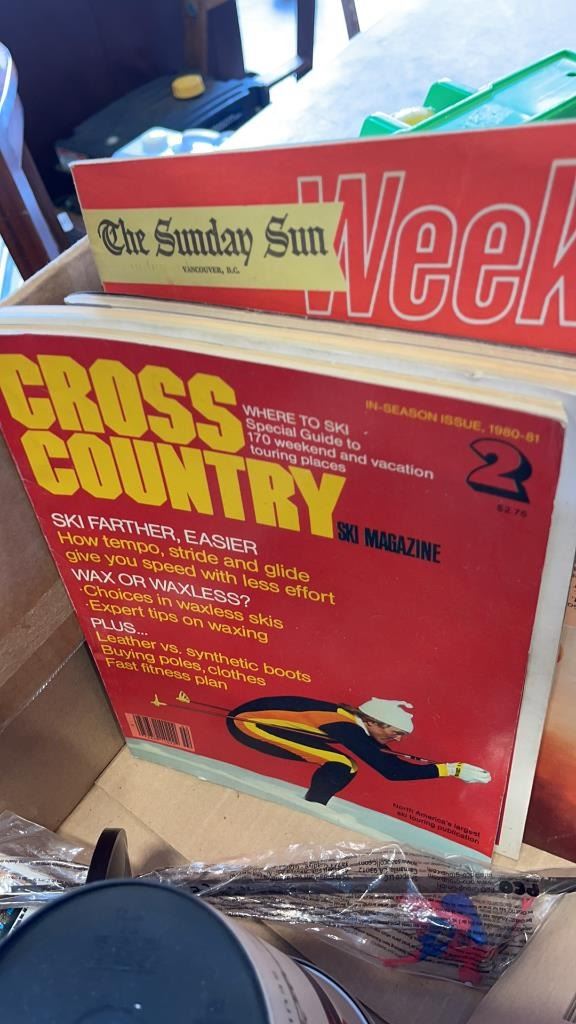 The Sunday Sun
VANCOUVER, B.C.
Week
CROSS
COUNTRY
SKI MAGAZINE
IN-SEASON ISSUE, 1980-81
2
$2.75
WHERE TO SKI
Special Guide to
170 weekend and vacation
touring places
SKI FARTHER, EASIER
How tempo, stride and glide
give you speed with less effort
WAX OR WAXLESS?
·Choices in waxless skis
·Expert tips on waxing
PLUS...
Leather vs. synthetic boots
Buying poles, clothes
Fast fitness plan
North America's largest
ski touring publication